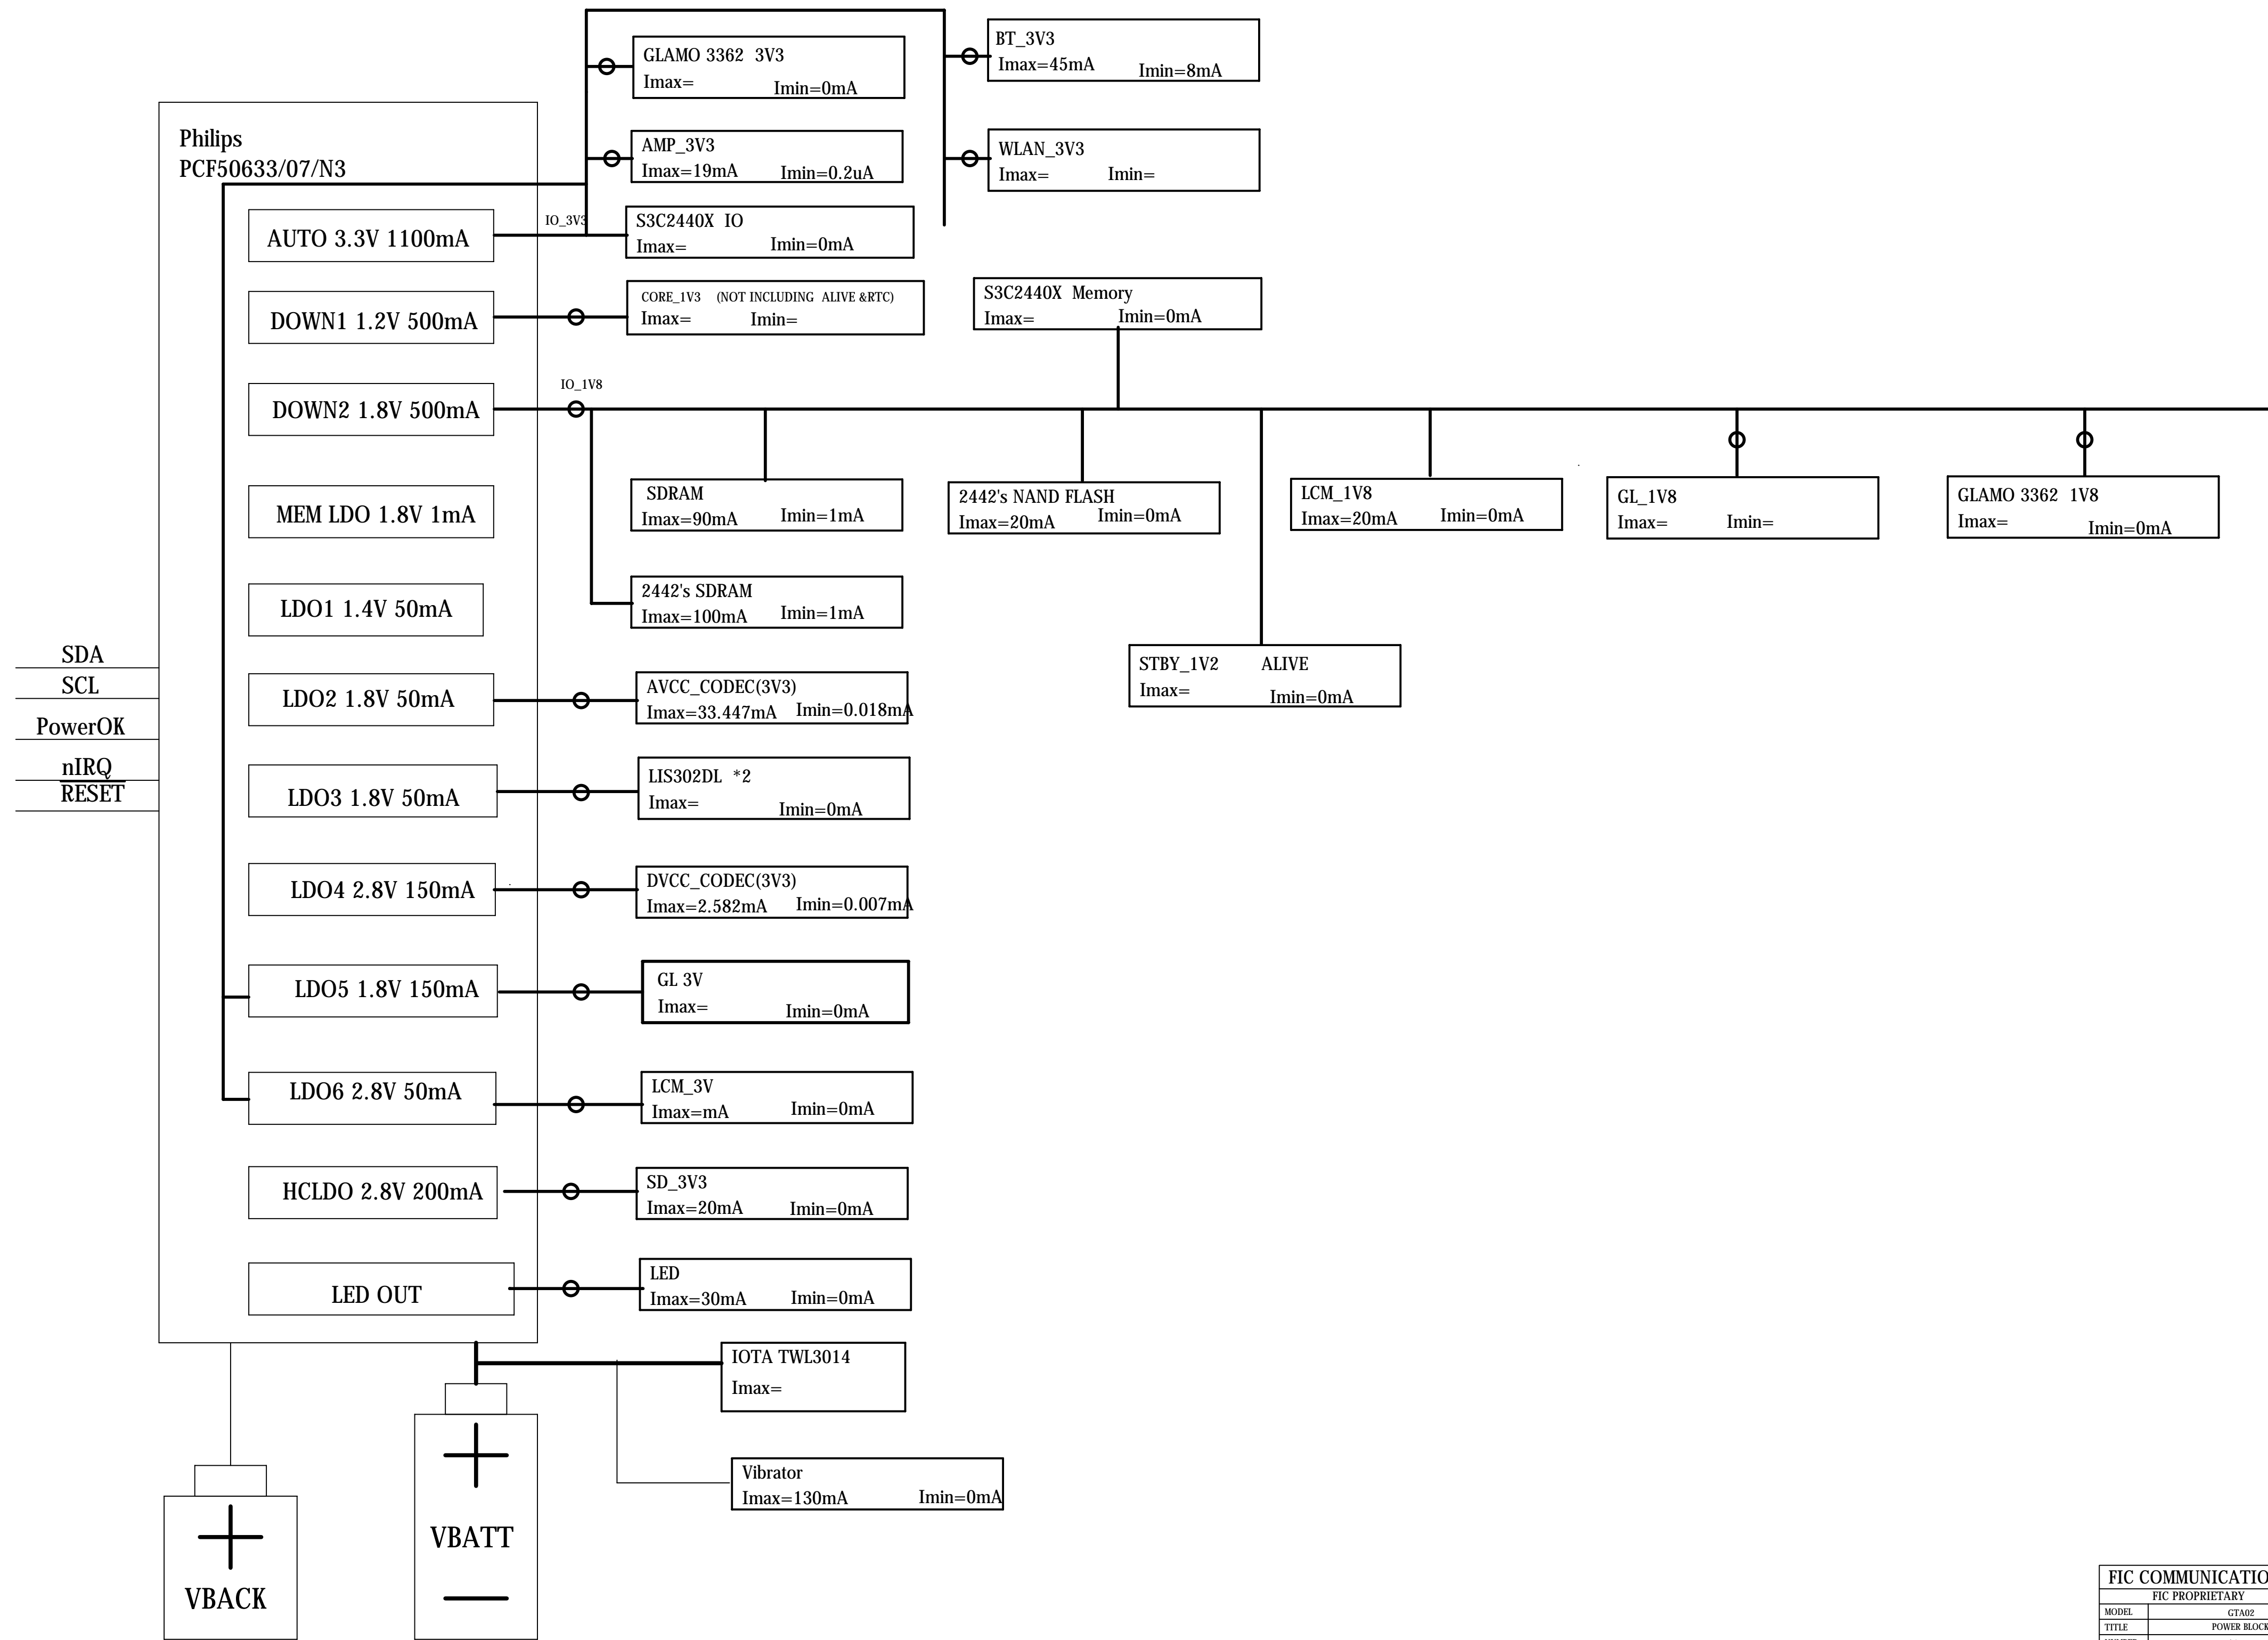 Philips
PCF50633/07/N3
AUTO 3.3V 1100mA
DOWN1 1.2V 500mA
DOWN2 1.8V 500mA
MEM LDO 1.8V 1mA
LDO1 1.4V 50mA
LDO2 1.8V 50mA
LDO3 1.8V 50mA
LDO4 2.8V 150mA
LDO5 1.8V 150mA
LDO6 2.8V 50mA
HCLDO 2.8V 200mA
LED OUT
SDA
SCL
PowerOK
nIRQ
RESET
IO_3V3
IO_1V8
GLAMO 3362 3V3
Imax= Imin=0mA
BT_3V3
Imax=45mA Imin=8mA
AMP_3V3
Imax=19mA Imin=0.2uA
WLAN_3V3
Imax= Imin=
S3C2440X IO
Imax= Imin=0mA
CORE_1V3 (NOT INCLUDING ALIVE &RTC)
Imax= Imin=
S3C2440X Memory
Imax= Imin=0mA
SDRAM
Imax=90mA Imin=1mA
2442's NAND FLASH
Imax=20mA Imin=0mA
LCM_1V8
Imax=20mA Imin=0mA
GL_1V8
Imax= Imin=
GLAMO 3362 1V8
Imax= Imin=0mA
2442's SDRAM
Imax=100mA Imin=1mA
STBY_1V2 ALIVE
Imax= Imin=0mA
AVCC_CODEC(3V3)
Imax=33.447mA Imin=0.018mA
LIS302DL *2
Imax= Imin=0mA
DVCC_CODEC(3V3)
Imax=2.582mA Imin=0.007mA
GL 3V
Imax= Imin=0mA
LCM_3V
Imax=mA Imin=0mA
SD_3V3
Imax=20mA Imin=0mA
LED
Imax=30mA Imin=0mA
IOTA TWL3014
Imax=
Vibrator
Imax=130mA Imin=0mA
VBATT
VBACK
FIC COMMUNICATIO
FIC PROPRIETARY
MODEL GTA02
TITLE POWER BLOCK